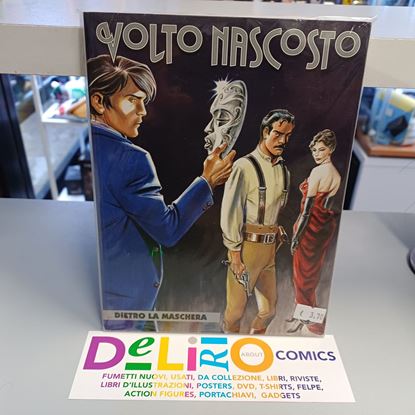 VOLTO NASCOSTO
DIETRO LA MASCHERA
€ 3,70
DeLiRiO ABOUT COMICS
FUMETTI NUOVI, USATI, DA COLLEZIONE, LIBRI, RIVISTE,
LIBRI D'ILLUSTRAZIONI, POSTERS, DVD, T-SHIRTS, FELPE,
ACTION FIGURES, PORTACHIAVI, GADGETS